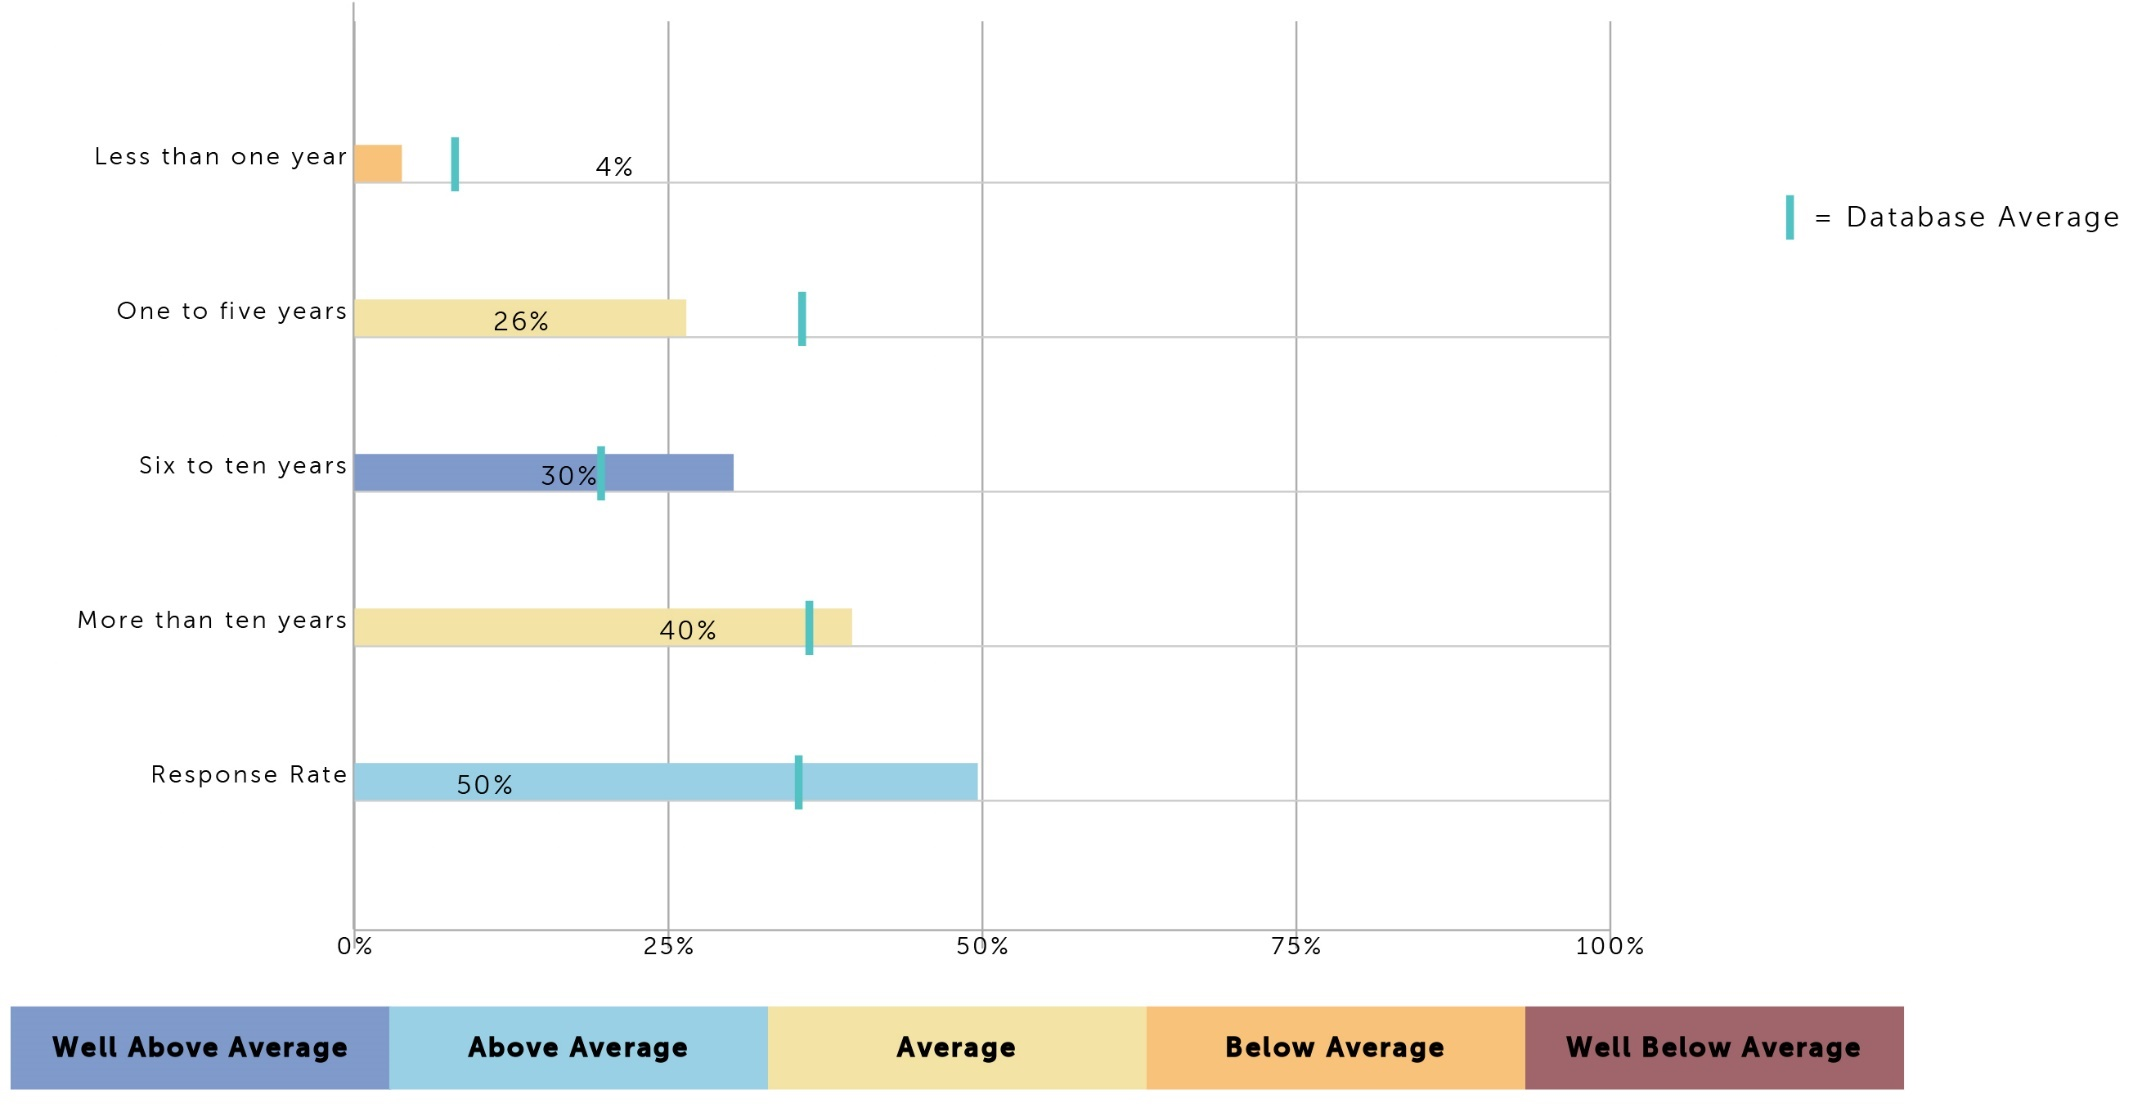 Less than one year
4%
= Database Average
One to five years
26%
Six to ten years
30%
More than ten years
40%
Response Rate
50%
0%
25%
50%
75%
100%
Well Above Average
Above Average
Average
Below Average
Well Below Average